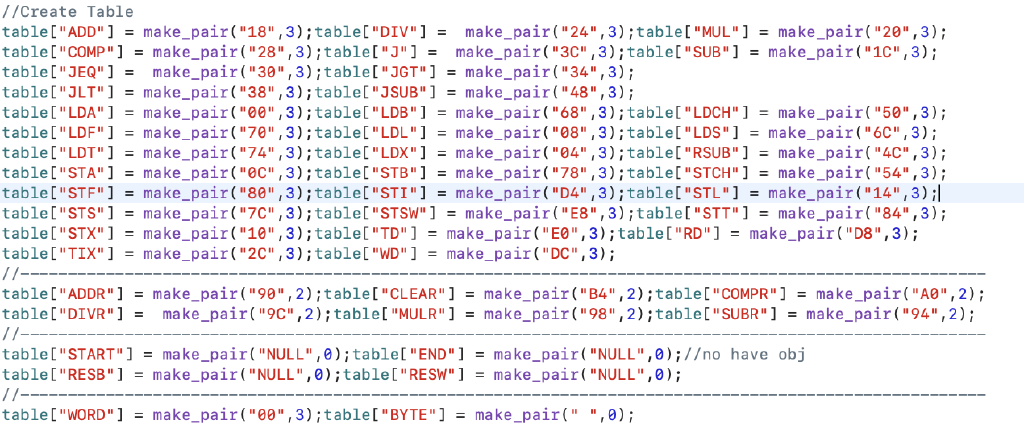 //Create Table
table["ADD"] = make_pair("18",3);table["DIV"] =  make_pair("24",3);table["MUL"] = make_pair("20",3);
table["COMP"] = make_pair("28",3);table["J"] =  make_pair("3C",3);table["SUB"] = make_pair("1C",3);
table["JEQ"] =  make_pair("30",3);table["JGT"] = make_pair("34",3);
table["JLT"] = make_pair("38",3);table["JSUB"] = make_pair("48",3);
table["LDA"] = make_pair("00",3);table["LDB"] = make_pair("68",3);table["LDCH"] = make_pair("50",3);
table["LDF"] = make_pair("70",3);table["LDL"] = make_pair("08",3);table["LDS"] = make_pair("6C",3);
table["LDT"] = make_pair("74",3);table["LDX"] = make_pair("04",3);table["RSUB"] = make_pair("4C",3);
table["STA"] = make_pair("0C",3);table["STB"] = make_pair("78",3);table["STCH"] = make_pair("54",3);
table["STF"] = make_pair("80",3);table["STI"] = make_pair("D4",3);table["STL"] = make_pair("14",3);
table["STS"] = make_pair("7C",3);table["STSW"] = make_pair("E8",3);table["STT"] = make_pair("84",3);
table["STX"] = make_pair("10",3);table["TD"] = make_pair("E0",3);table["RD"] = make_pair("D8",3);
table["TIX"] = make_pair("2C",3);table["WD"] = make_pair("DC",3);
//----------------------------------------------------------------------------------------------------
table["ADDR"] = make_pair("90",2);table["CLEAR"] = make_pair("B4",2);table["COMPR"] = make_pair("A0",2);
table["DIVR"] =  make_pair("9C",2);table["MULR"] = make_pair("98",2);table["SUBR"] = make_pair("94",2);
//----------------------------------------------------------------------------------------------------
table["START"] = make_pair("NULL",0);table["END"] = make_pair("NULL",0);//no have obj
table["RESB"] = make_pair("NULL",0);table["RESW"] = make_pair("NULL",0);
//----------------------------------------------------------------------------------------------------
table["WORD"] = make_pair("00",3);table["BYTE"] = make_pair(" ",0);